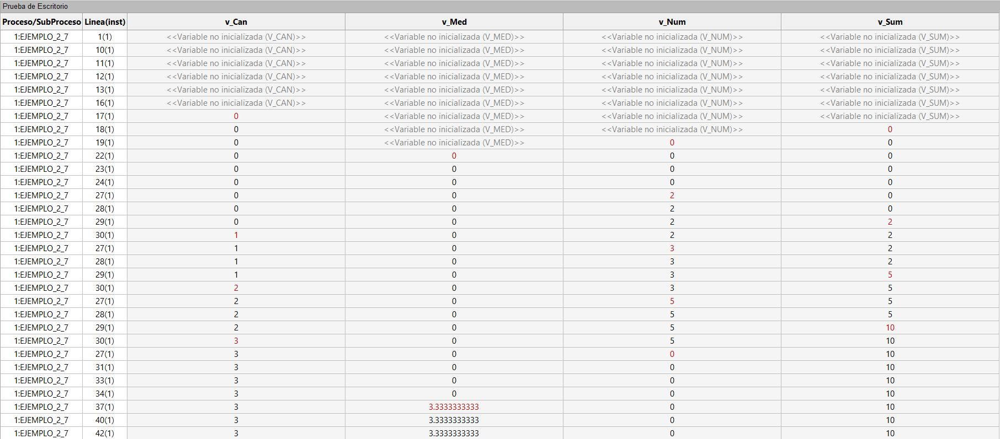 Prueba de Escritorio
Proceso/SubProceso Linea(inst) v_Can v_Med v_Num v_Sum
1:EJEMPLO_2_7 1(1) <<Variable no inicializada (V_CAN)>> <<Variable no inicializada (V_MED)>> <<Variable no inicializada (V_NUM)>> <<Variable no inicializada (V_SUM)>>
1:EJEMPLO_2_7 10(1) <<Variable no inicializada (V_CAN)>> <<Variable no inicializada (V_MED)>> <<Variable no inicializada (V_NUM)>> <<Variable no inicializada (V_SUM)>>
1:EJEMPLO_2_7 11(1) <<Variable no inicializada (V_CAN)>> <<Variable no inicializada (V_MED)>> <<Variable no inicializada (V_NUM)>> <<Variable no inicializada (V_SUM)>>
1:EJEMPLO_2_7 12(1) <<Variable no inicializada (V_CAN)>> <<Variable no inicializada (V_MED)>> <<Variable no inicializada (V_NUM)>> <<Variable no inicializada (V_SUM)>>
1:EJEMPLO_2_7 13(1) <<Variable no inicializada (V_CAN)>> <<Variable no inicializada (V_MED)>> <<Variable no inicializada (V_NUM)>> <<Variable no inicializada (V_SUM)>>
1:EJEMPLO_2_7 16(1) <<Variable no inicializada (V_CAN)>> <<Variable no inicializada (V_MED)>> <<Variable no inicializada (V_NUM)>> <<Variable no inicializada (V_SUM)>>
1:EJEMPLO_2_7 17(1) 0 <<Variable no inicializada (V_MED)>> <<Variable no inicializada (V_NUM)>> <<Variable no inicializada (V_SUM)>>
1:EJEMPLO_2_7 18(1) 0 <<Variable no inicializada (V_MED)>> <<Variable no inicializada (V_NUM)>> 0
1:EJEMPLO_2_7 19(1) 0 <<Variable no inicializada (V_MED)>> 0 0
1:EJEMPLO_2_7 22(1) 0 0 0 0
1:EJEMPLO_2_7 23(1) 0 0 0 0
1:EJEMPLO_2_7 24(1) 0 0 0 0
1:EJEMPLO_2_7 27(1) 0 0 2 0
1:EJEMPLO_2_7 28(1) 0 0 2 0
1:EJEMPLO_2_7 29(1) 0 0 2 2
1:EJEMPLO_2_7 30(1) 1 0 2 2
1:EJEMPLO_2_7 27(1) 1 0 3 2
1:EJEMPLO_2_7 28(1) 1 0 3 2
1:EJEMPLO_2_7 29(1) 1 0 3 5
1:EJEMPLO_2_7 30(1) 2 0 3 5
1:EJEMPLO_2_7 27(1) 2 0 5 5
1:EJEMPLO_2_7 28(1) 2 0 5 5
1:EJEMPLO_2_7 29(1) 2 0 5 10
1:EJEMPLO_2_7 30(1) 3 0 5 10
1:EJEMPLO_2_7 27(1) 3 0 0 10
1:EJEMPLO_2_7 31(1) 3 0 0 10
1:EJEMPLO_2_7 33(1) 3 0 0 10
1:EJEMPLO_2_7 34(1) 3 0 0 10
1:EJEMPLO_2_7 37(1) 3 3.3333333333 0 10
1:EJEMPLO_2_7 40(1) 3 3.3333333333 0 10
1:EJEMPLO_2_7 42(1) 3 3.3333333333 0 10